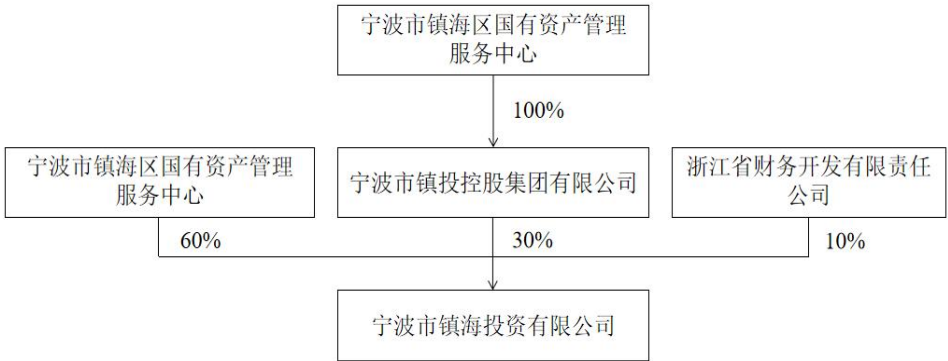 宁波市镇海区国有资产管理
服务中心
100%
宁波市镇海区国有资产管理
服务中心
宁波市镇投控股集团有限公司
浙江省财务开发有限责任
公司
60%
30%
10%
宁波市镇海投资有限公司